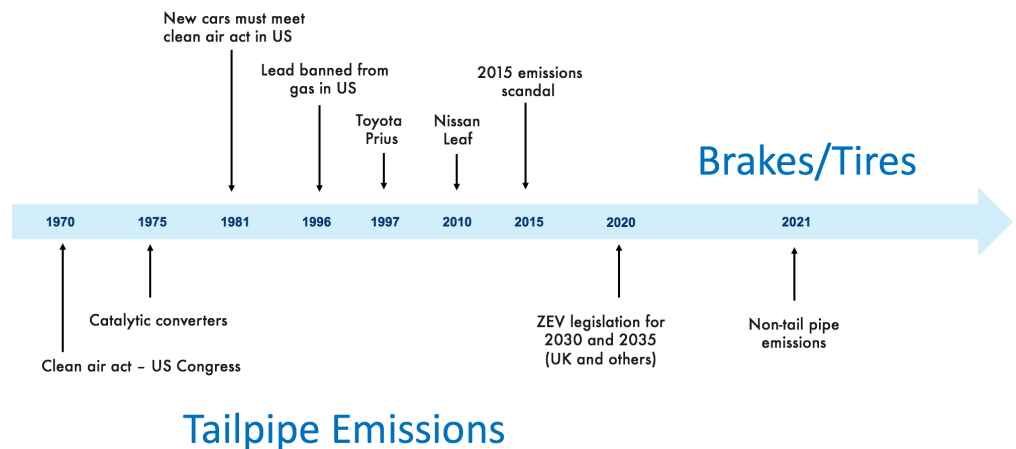 New cars must meet
clean air act in US
Lead banned from
gas in US
Toyota
Prius
Nissan
Leaf
2015 emissions
scandal
Brakes/Tires
1970
1975
1981
1996
1997
2010
2015
2020
2021
Catalytic converters
Clean air act – US Congress
ZEV legislation for
2030 and 2035
(UK and others)
Non-tail pipe
emissions
Tailpipe Emissions